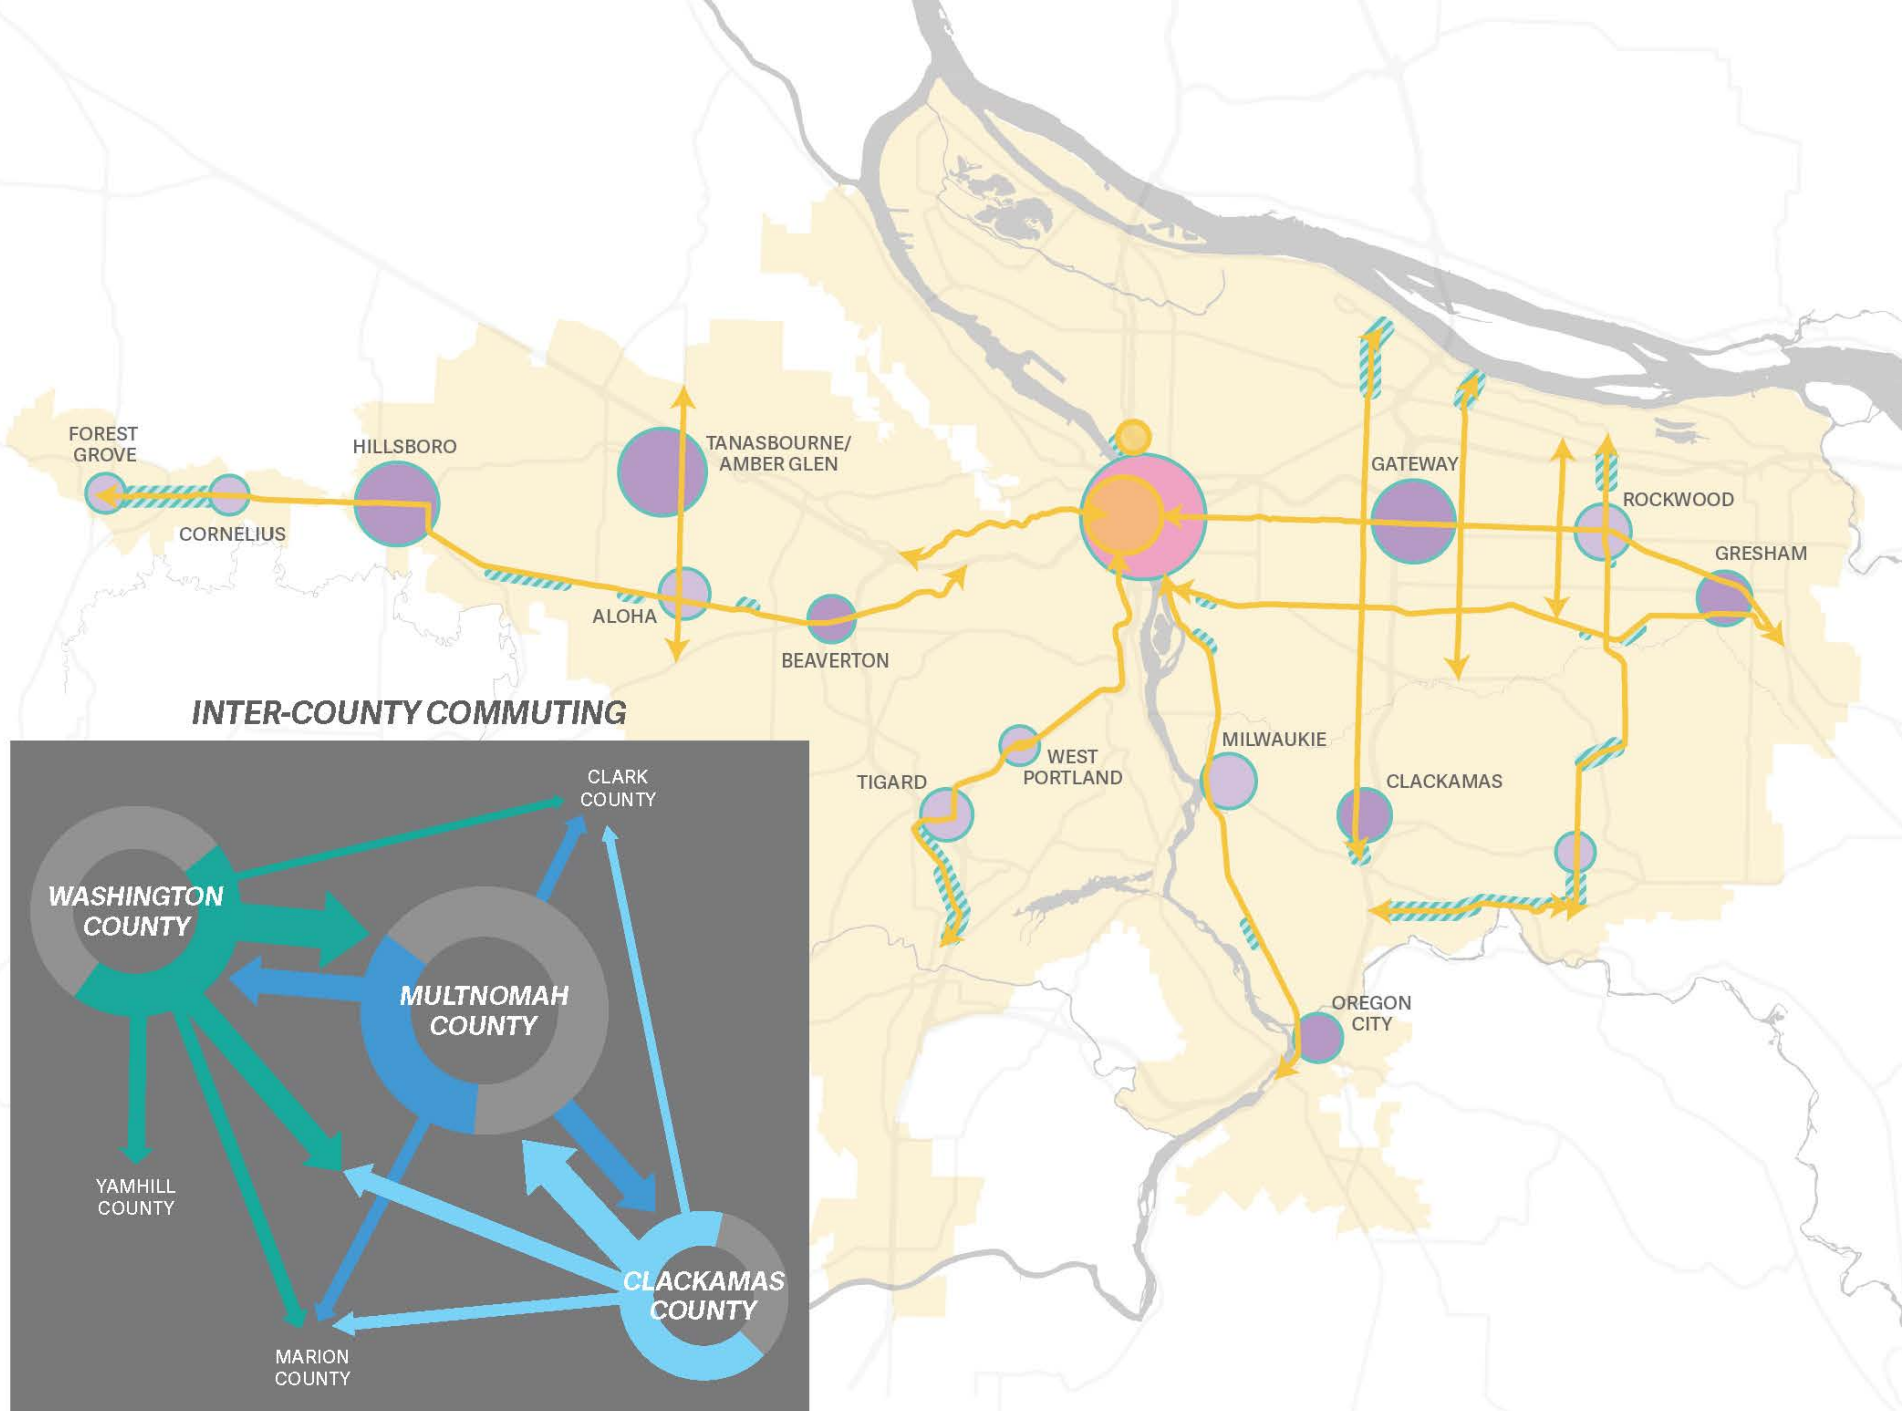 FOREST
GROVE
CORNELIUS
HILLSBORO
TANASBOURNE/
AMBER GLEN
ALOHA
BEAVERTON
GATEWAY
ROCKWOOD
GRESHAM
WEST
PORTLAND
TIGARD
MILWAUKIE
CLACKAMAS
OREGON
CITY
INTER-COUNTY COMMUTING
CLARK
COUNTY
WASHINGTON
COUNTY
MULTNOMAH
COUNTY
YAMHILL
COUNTY
CLACKAMAS
COUNTY
MARION
COUNTY